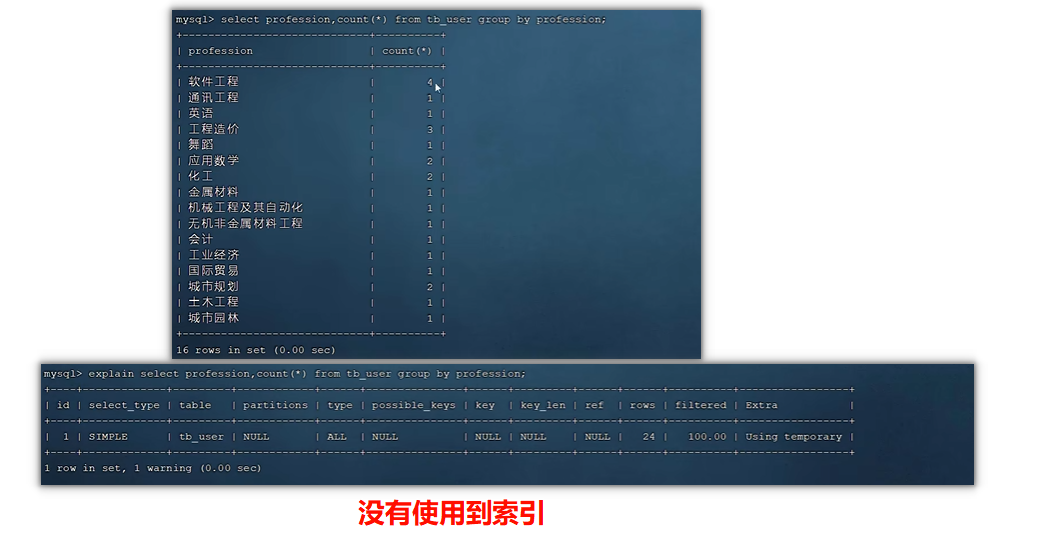 mysql> select profession,count(*) from tb_user group by profession;
+-----------------------------+----------+
| profession | count(*) |
+-----------------------------+----------+
| 软件工程 | 4 |
| 通讯工程 | 1 |
| 英语 | 1 |
| 工程造价 | 3 |
| 舞蹈 | 1 |
| 应用数学 | 2 |
| 化工 | 2 |
| 金属材料 | 1 |
| 机械工程及其自动化 | 1 |
| 无机非金属材料工程 | 1 |
| 会计 | 1 |
| 工业经济 | 1 |
| 国际贸易 | 1 |
| 城市规划 | 2 |
| 土木工程 | 1 |
| 城市园林 | 1 |
+-----------------------------+----------+
16 rows in set (0.00 sec)
mysql> explain select profession,count(*) from tb_user group by profession;
+----+-------------+---------+------------+------+---------------+------+---------+------+------+----------+-----------------+
| id | select_type | table | partitions | type | possible_keys | key | key_len | ref | rows | filtered | Extra |
+----+-------------+---------+------------+------+---------------+------+---------+------+------+----------+-----------------+
| 1 | SIMPLE | tb_user | NULL | ALL | NULL | NULL | NULL | NULL | 24 | 100.00 | Using temporary |
+----+-------------+---------+------------+------+---------------+------+---------+------+------+----------+-----------------+
1 row in set, 1 warning (0.00 sec)
没有使用到索引